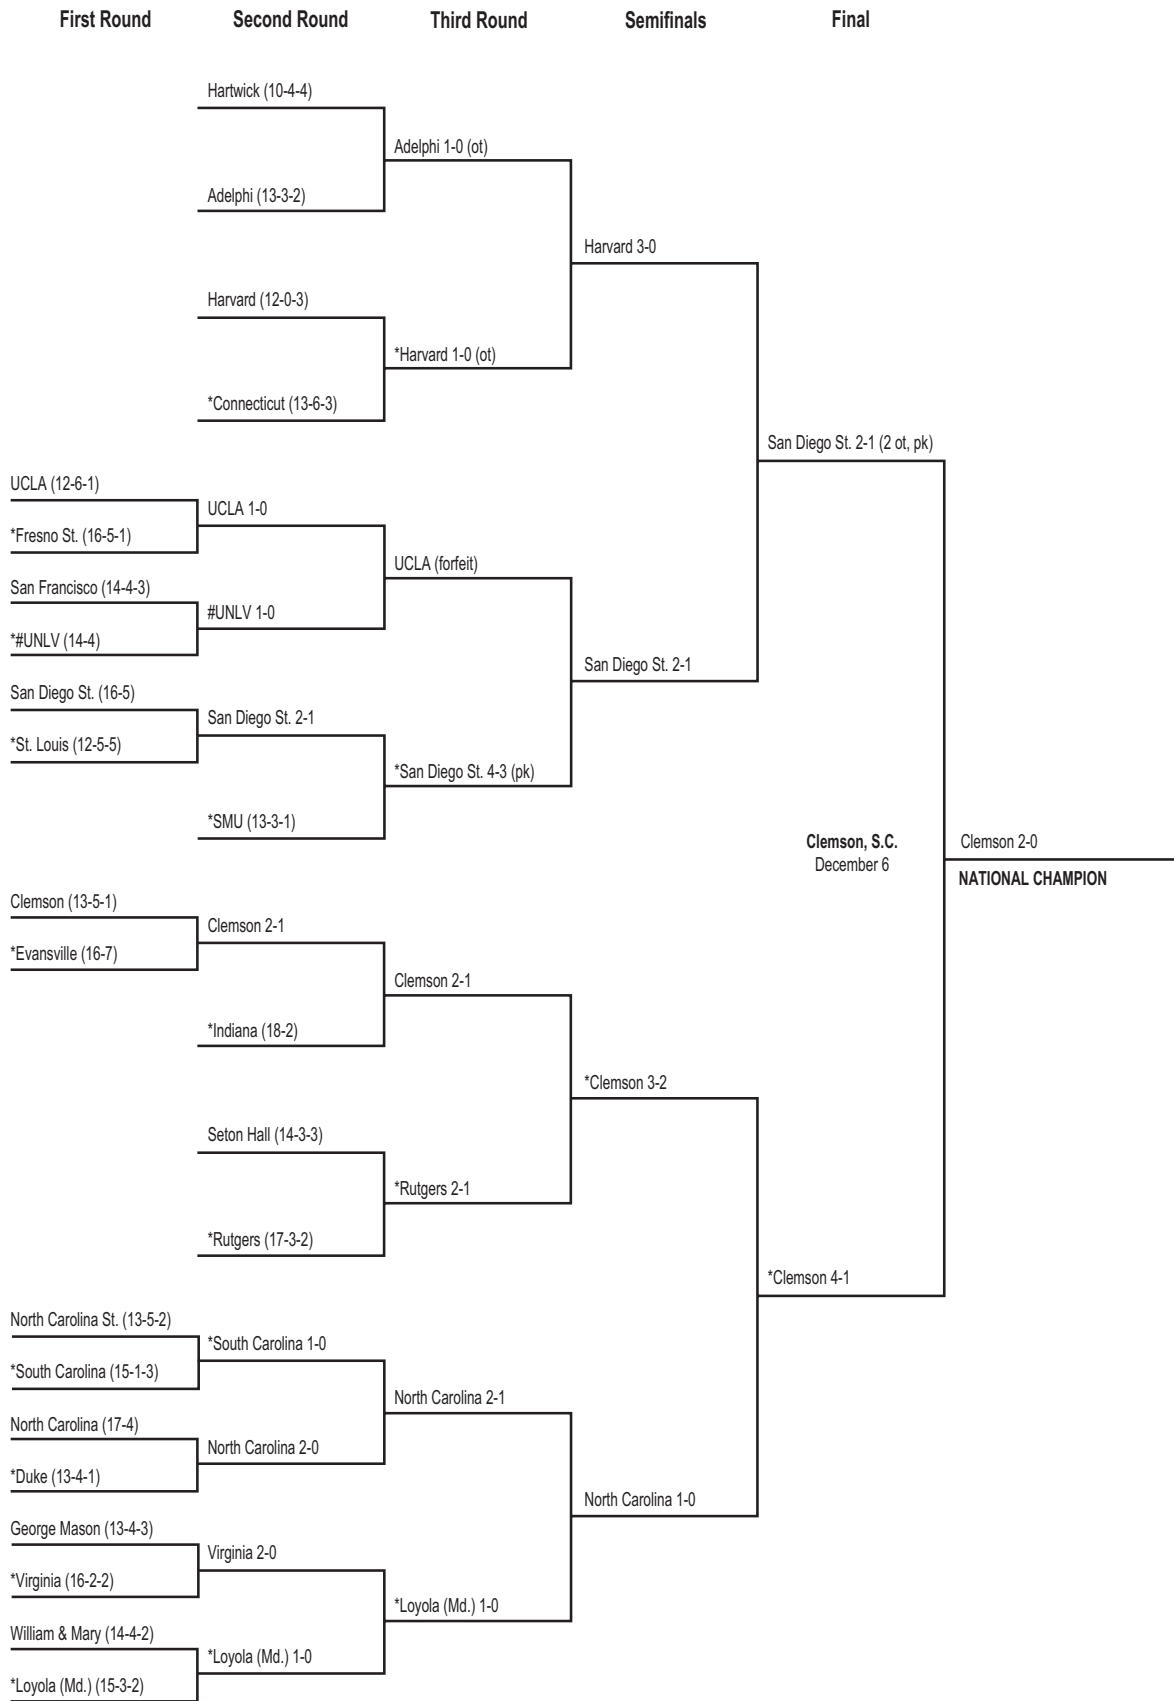 First Round
Second Round
Third Round
Semifinals
Final
Hartwick (10-4-4)
Adelphi 1-0 (ot)
Adelphi (13-3-2)
Harvard 3-0
Harvard (12-0-3)
*Harvard 1-0 (ot)
*Connecticut (13-6-3)
San Diego St. 2-1 (2 ot, pk)
UCLA (12-6-1)
UCLA 1-0
*Fresno St. (16-5-1)
UCLA (forfeit)
San Francisco (14-4-3)
#UNLV 1-0
*#UNLV (14-4)
San Diego St. 2-1
San Diego St. (16-5)
San Diego St. 2-1
*St. Louis (12-5-5)
*San Diego St. 4-3 (pk)
*SMU (13-3-1)
Clemson, S.C.
December 6
Clemson 2-0
NATIONAL CHAMPION
Clemson (13-5-1)
Clemson 2-1
*Evansville (16-7)
Clemson 2-1
*Indiana (18-2)
*Clemson 3-2
Seton Hall (14-3-3)
*Rutgers 2-1
*Rutgers (17-3-2)
*Clemson 4-1
North Carolina St. (13-5-2)
*South Carolina 1-0
*South Carolina (15-1-3)
North Carolina 2-1
North Carolina (17-4)
North Carolina 2-0
*Duke (13-4-1)
North Carolina 1-0
George Mason (13-4-3)
Virginia 2-0
*Virginia (16-2-2)
*Loyola (Md.) 1-0
William & Mary (14-4-2)
*Loyola (Md.) 1-0
*Loyola (Md.) (15-3-2)